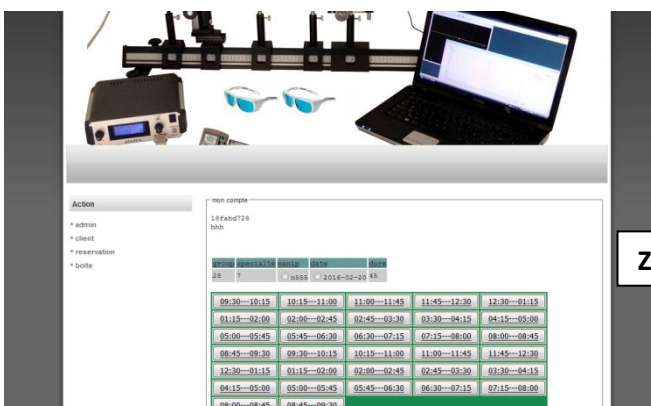 Action
mon compte
admin
client
reservation
boite
18fahd728
hbh
group specialte manip date dure
28 7 m555 2016-02-20 45
09:30---10:15 10:15---11:00 11:00---11:45 11:45---12:30 12:30---01:15
01:15---02:00 02:00---02:45 02:45---03:30 03:30---04:15 04:15---05:00
05:00---05:45 05:45---06:30 06:30---07:15 07:15---08:00 08:00---08:45
08:45---09:30 09:30---10:15 10:15---11:00 11:00---11:45 11:45---12:30
12:30---01:15 01:15---02:00 02:00---02:45 02:45---03:30 03:30---04:15
04:15---05:00 05:00---05:45 05:45---06:30 06:30---07:15 07:15---08:00
08:00---08:45 08:45---09:30
Z